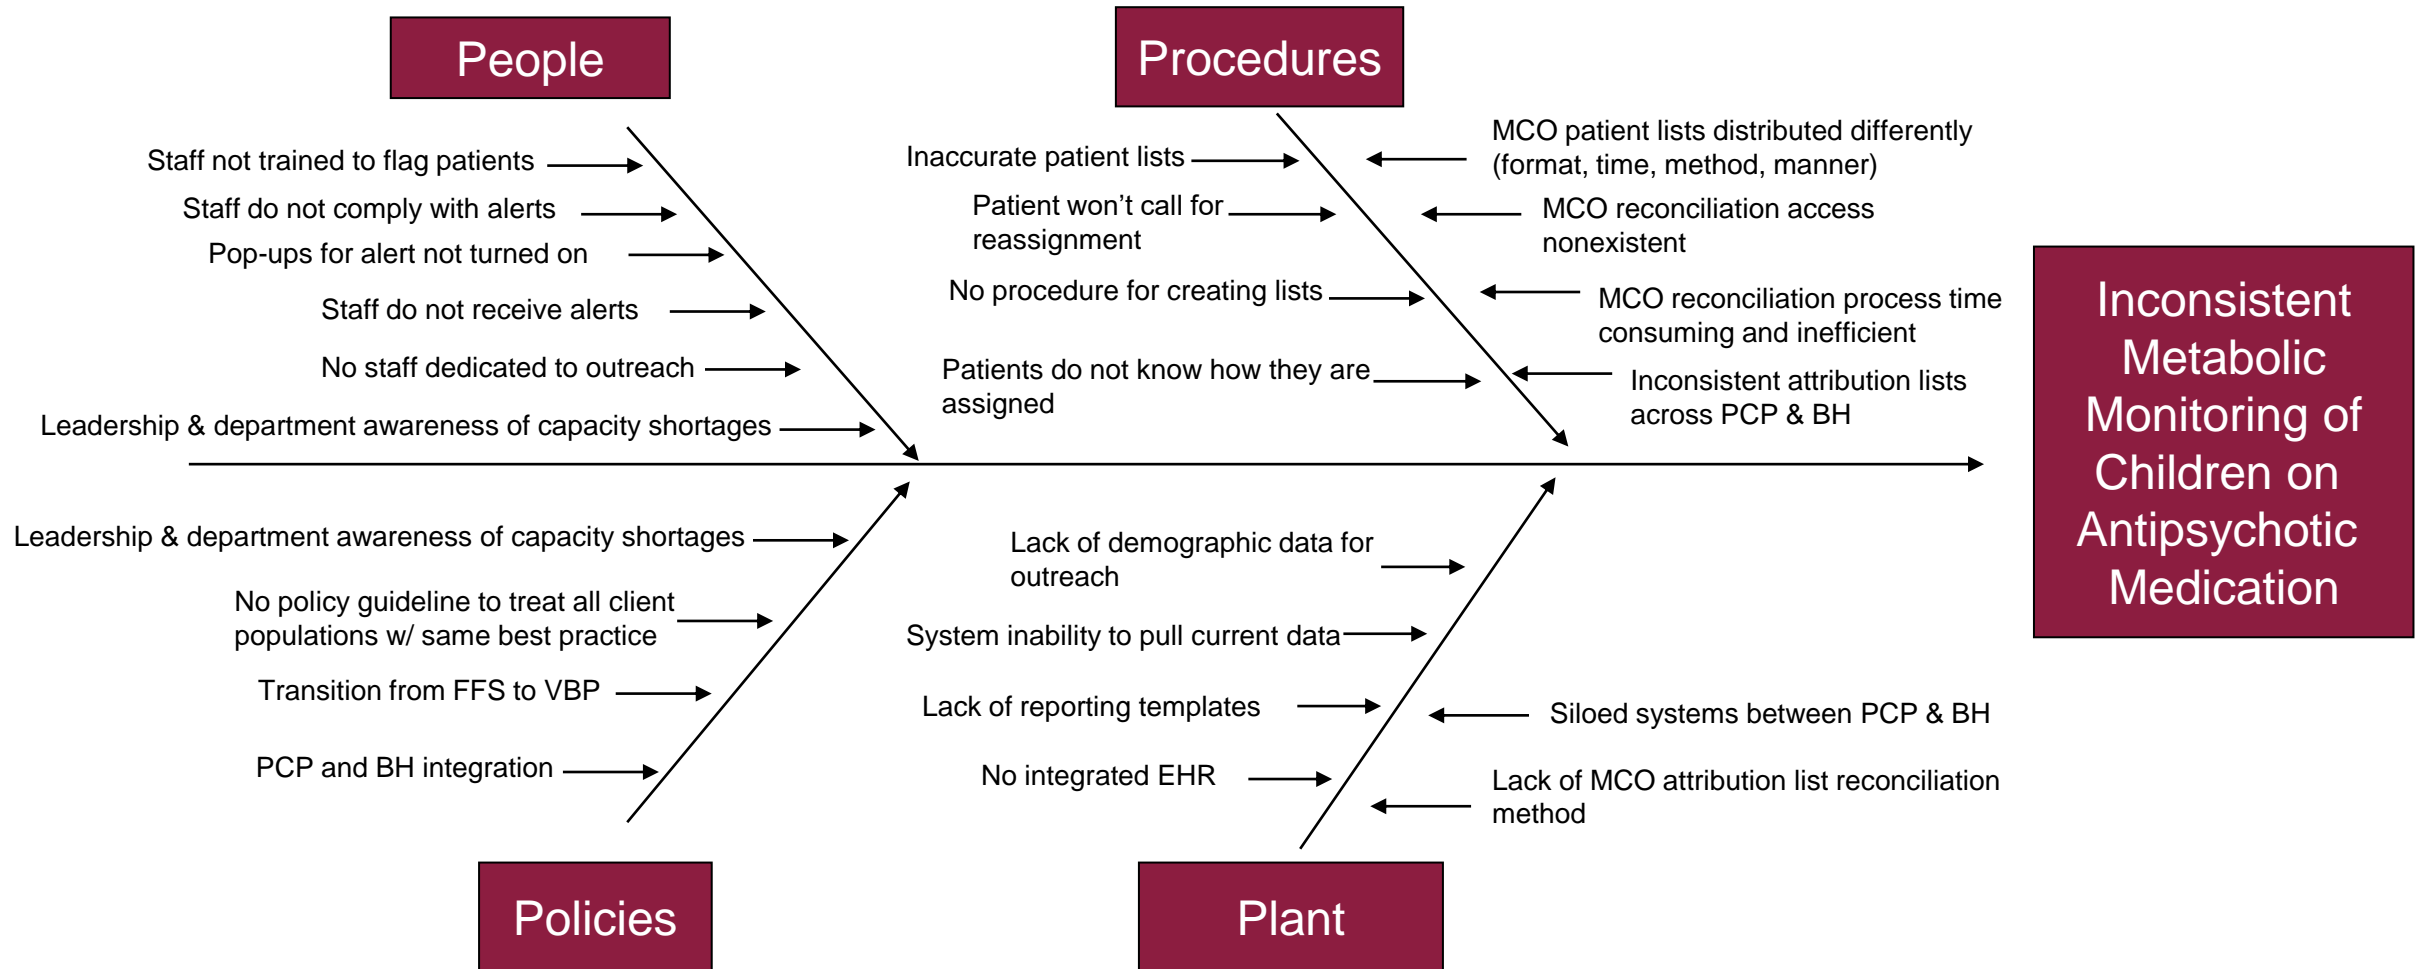 People
Procedures
Staff not trained to flag patients
Staff do not comply with alerts
Pop-ups for alert not turned on
Staff do not receive alerts
No staff dedicated to outreach
Leadership & department awareness of capacity shortages
Inaccurate patient lists
Patient won’t call for
reassignment
No procedure for creating lists
Patients do not know how they are
assigned
MCO patient lists distributed differently
(format, time, method, manner)
MCO reconciliation access
nonexistent
MCO reconciliation process time
consuming and inefficient
Inconsistent attribution lists
across PCP & BH
Inconsistent
Metabolic
Monitoring of
Children on
Antipsychotic
Medication
Leadership & department awareness of capacity shortages
No policy guideline to treat all client
populations w/ same best practice
Transition from FFS to VBP
PCP and BH integration
Lack of demographic data for
outreach
System inability to pull current data
Lack of reporting templates
No integrated EHR
Siloed systems between PCP & BH
Lack of MCO attribution list reconciliation
method
Policies
Plant